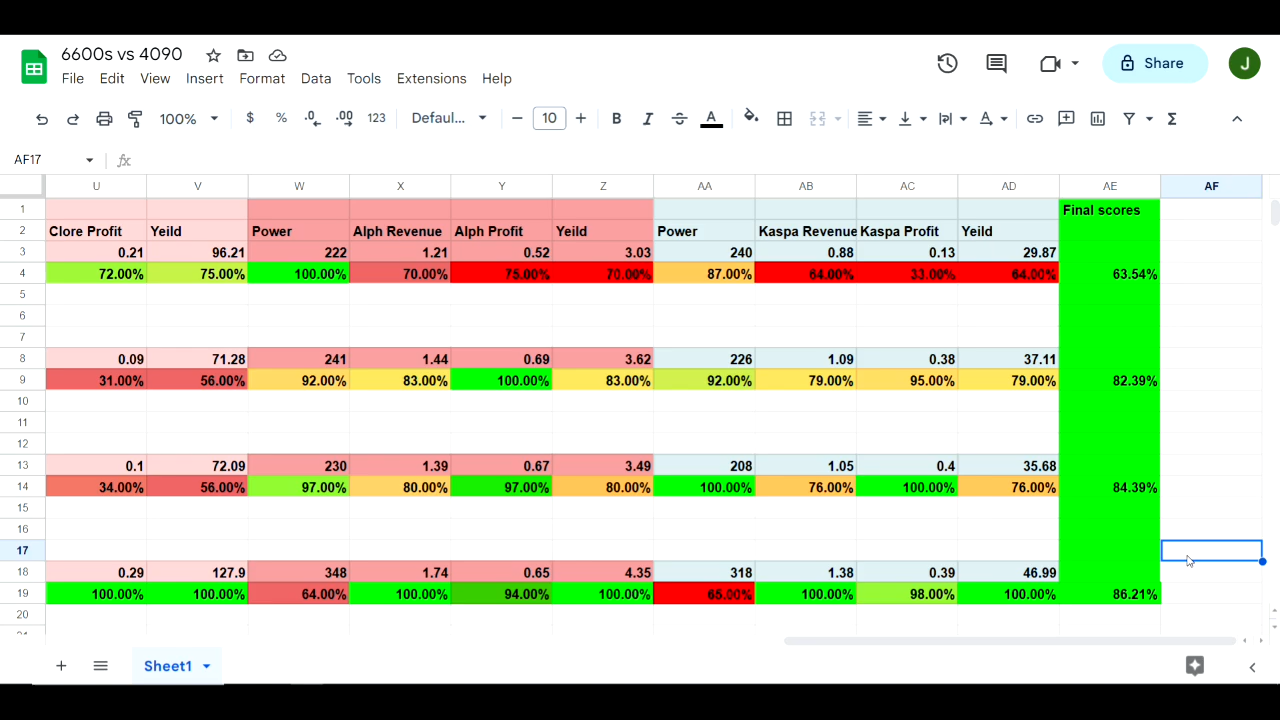 6600s vs 4090
File Edit View Insert Format Data Tools Extensions Help
Share
J
100% $ % .0 .00 123 Defaul... 10 B I A
AF17 fx
U V W X Y Z AA AB AC AD AE AF
1 Final scores
2 Clore Profit Yeild Power Alph Revenue Alph Profit Yeild Power Kaspa Revenue Kaspa Profit Yeild
3 0.21 96.21 222 1.21 0.52 3.03 240 0.88 0.13 29.87
4 72.00% 75.00% 100.00% 70.00% 75.00% 70.00% 87.00% 64.00% 33.00% 64.00% 63.54%
5
6
7
8 0.09 71.28 241 1.44 0.69 3.62 226 1.09 0.38 37.11
9 31.00% 56.00% 92.00% 83.00% 100.00% 83.00% 92.00% 79.00% 95.00% 79.00% 82.39%
10
11
12
13 0.1 72.09 230 1.39 0.67 3.49 208 1.05 0.4 35.68
14 34.00% 56.00% 97.00% 80.00% 97.00% 80.00% 100.00% 76.00% 100.00% 76.00% 84.39%
15
16
17
18 0.29 127.9 348 1.74 0.65 4.35 318 1.38 0.39 46.99
19 100.00% 100.00% 64.00% 100.00% 94.00% 100.00% 65.00% 100.00% 98.00% 100.00% 86.21%
20
Sheet1